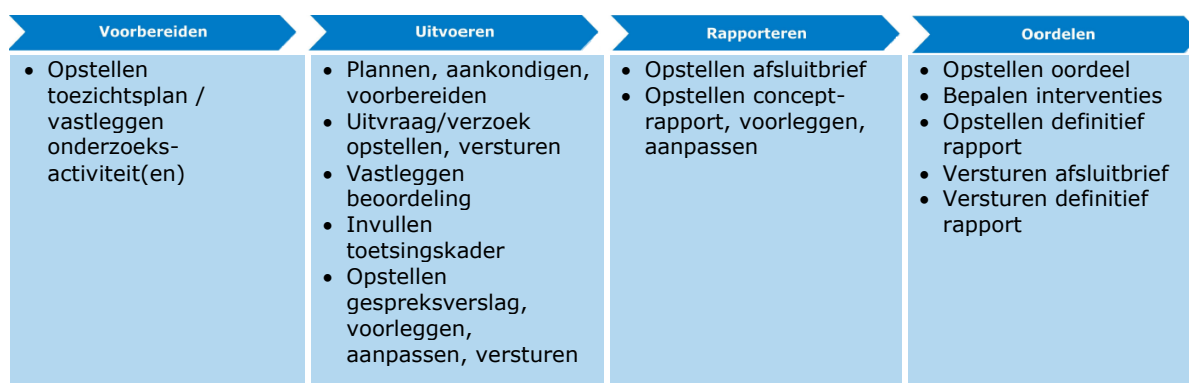 Voorbereiden
• Opstellen
toezichtsplan /
vastleggen
onderzoeks-
activiteit(en)
Uitvoeren
• Plannen, aankondigen,
voorbereiden
• Uitvraag/verzoek
opstellen, versturen
• Vastleggen
beoordeling
• Invullen
toetsingskader
• Opstellen
gespreksverslag,
voorleggen,
aanpassen, versturen
Rapporteren
• Opstellen afsluitbrief
• Opstellen concept-
rapport, voorleggen,
aanpassen
Oordelen
• Opstellen oordeel
• Bepalen interventies
• Opstellen definitief
rapport
• Versturen afsluitbrief
• Versturen definitief
rapport